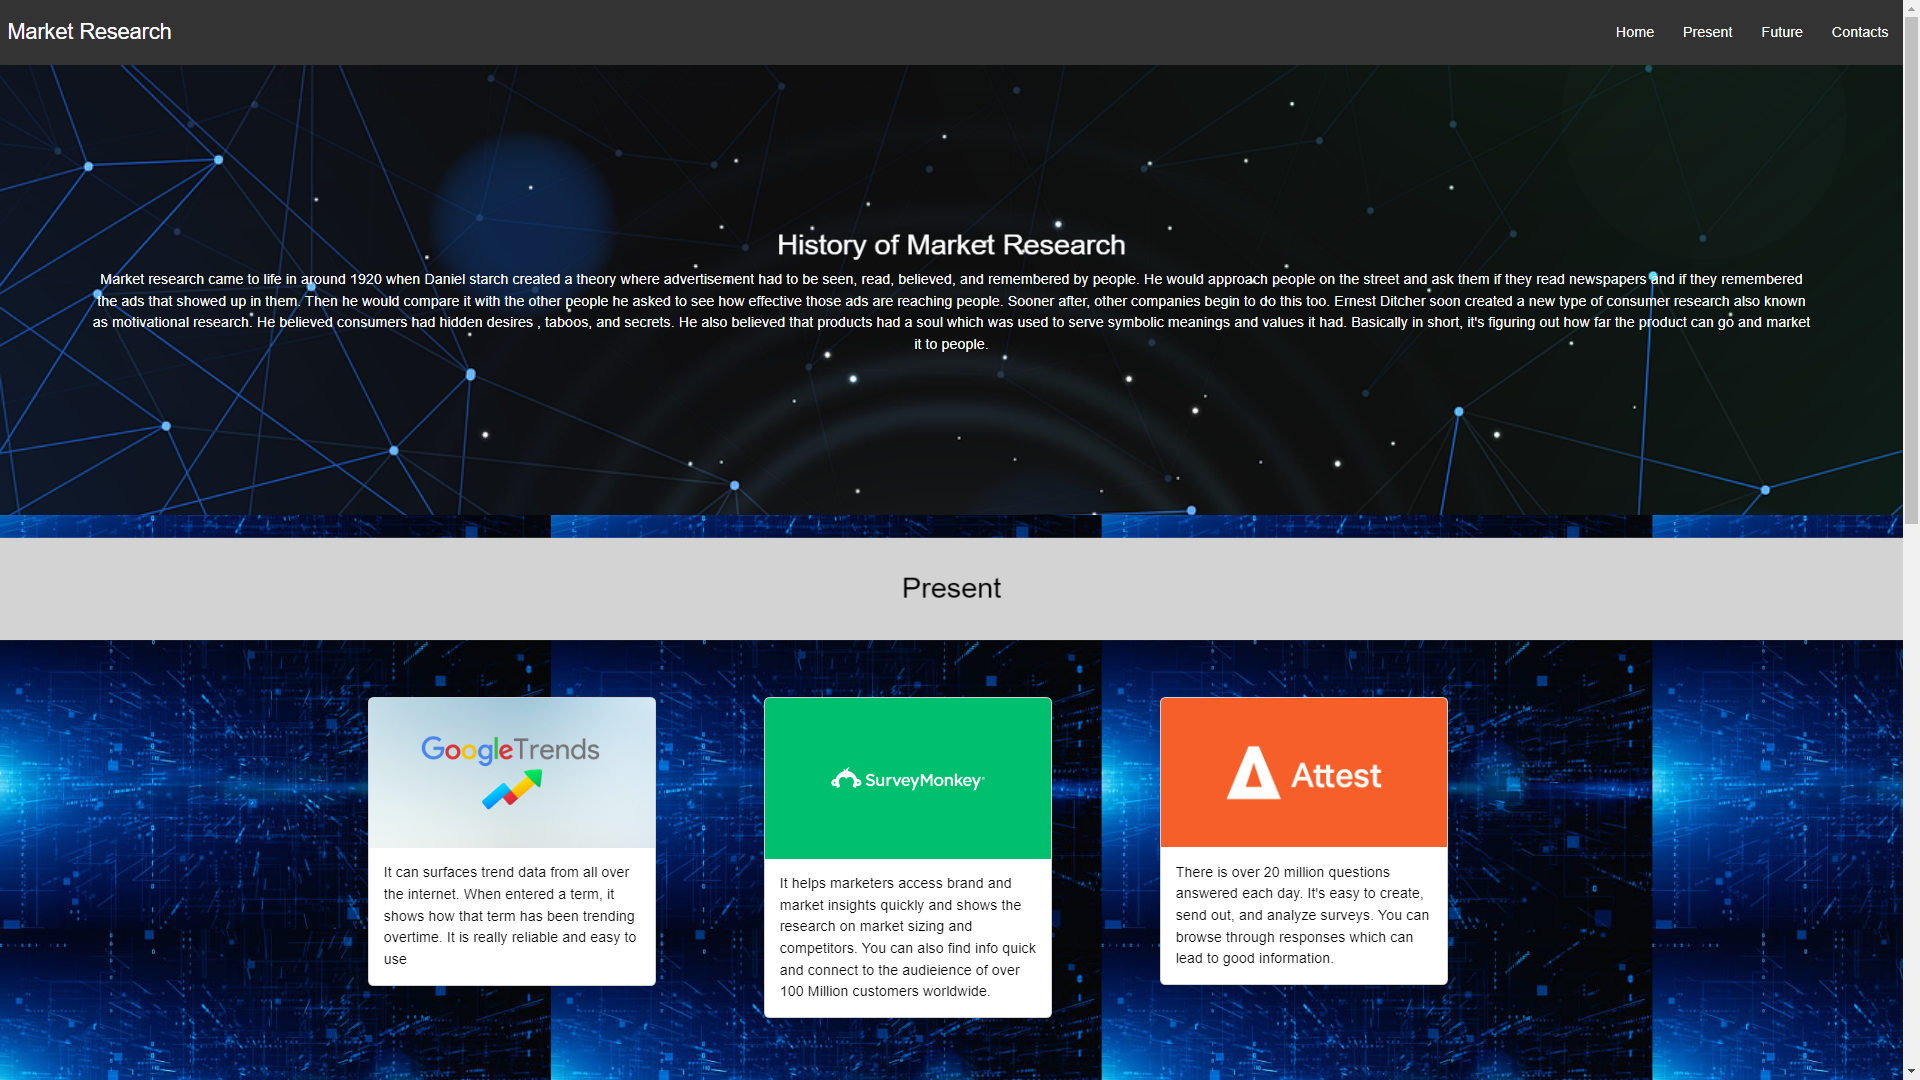 Market Research
Home Present Future Contacts
History of Market Research
Market research came to life in around 1920 when Daniel starch created a theory where advertisement had to be seen, read, believed, and remembered by people. He would approach people on the street and ask them if they read newspapers and if they remembered
the ads that showed up in them. Then he would compare it with the other people he asked to see how effective those ads are reaching people. Sooner after, other companies begin to do this too. Ernest Ditcher soon created a new type of consumer research also known
as motivational research. He believed consumers had hidden desires , taboos, and secrets. He also believed that products had a soul which was used to serve symbolic meanings and values it had. Basically in short, it's figuring out how far the product can go and market
it to people.
Present
GoogleTrends
It can surfaces trend data from all over
the internet. When entered a term, it
shows how that term has been trending
overtime. It is really reliable and easy to
use
SurveyMonkey
It helps marketers access brand and
market insights quickly and shows the
research on market sizing and
competitors. You can also find info quick
and connect to the audieience of over
100 Million customers worldwide.
Attest
There is over 20 million questions
answered each day. It's easy to create,
send out, and analyze surveys. You can
browse through responses which can
lead to good information.